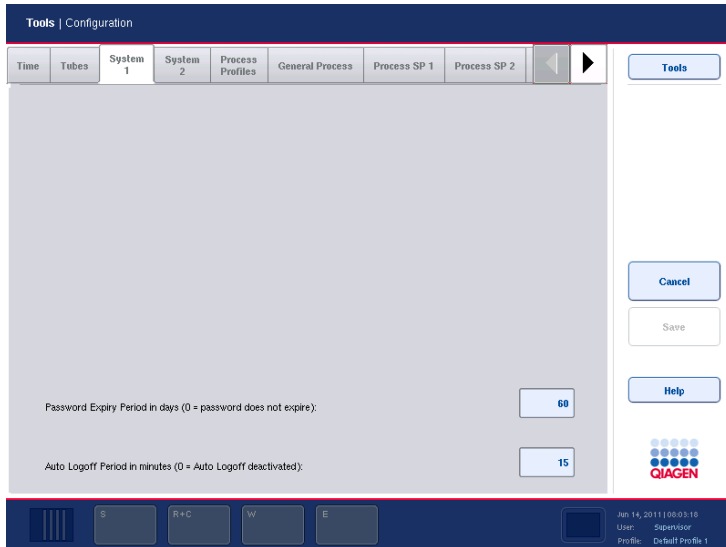 Tools | Configuration
Time
Tubes
System 1
System 2
Process Profiles
General Process
Process SP 1
Process SP 2
Tools
Cancel
Save
Help
Password Expiry Period in days (0 = password does not expire):
60
Auto Logoff Period in minutes (0 = Auto Logoff deactivated):
15
QIAGEN
S
R+C
W
E
Jun 14, 2011 | 08:03:18
User: Supervisor
Profile: Default Profile 1